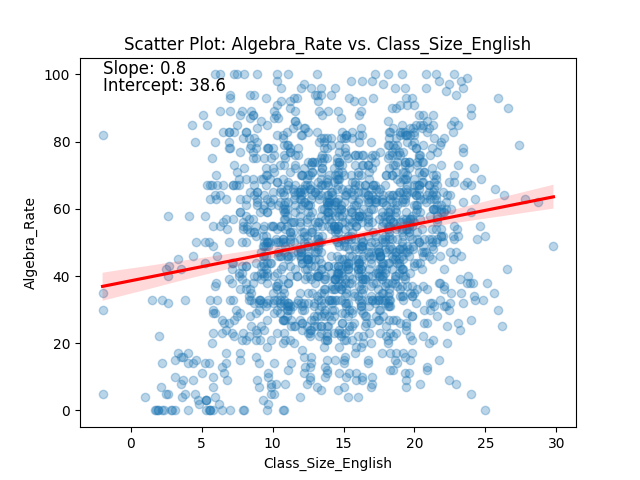 Scatter Plot: Algebra_Rate vs. Class_Size_English
Slope: 0.8
Intercept: 38.6
100
80
60
40
20
0
Algebra_Rate
0 5 10 15 20 25 30
Class_Size_English